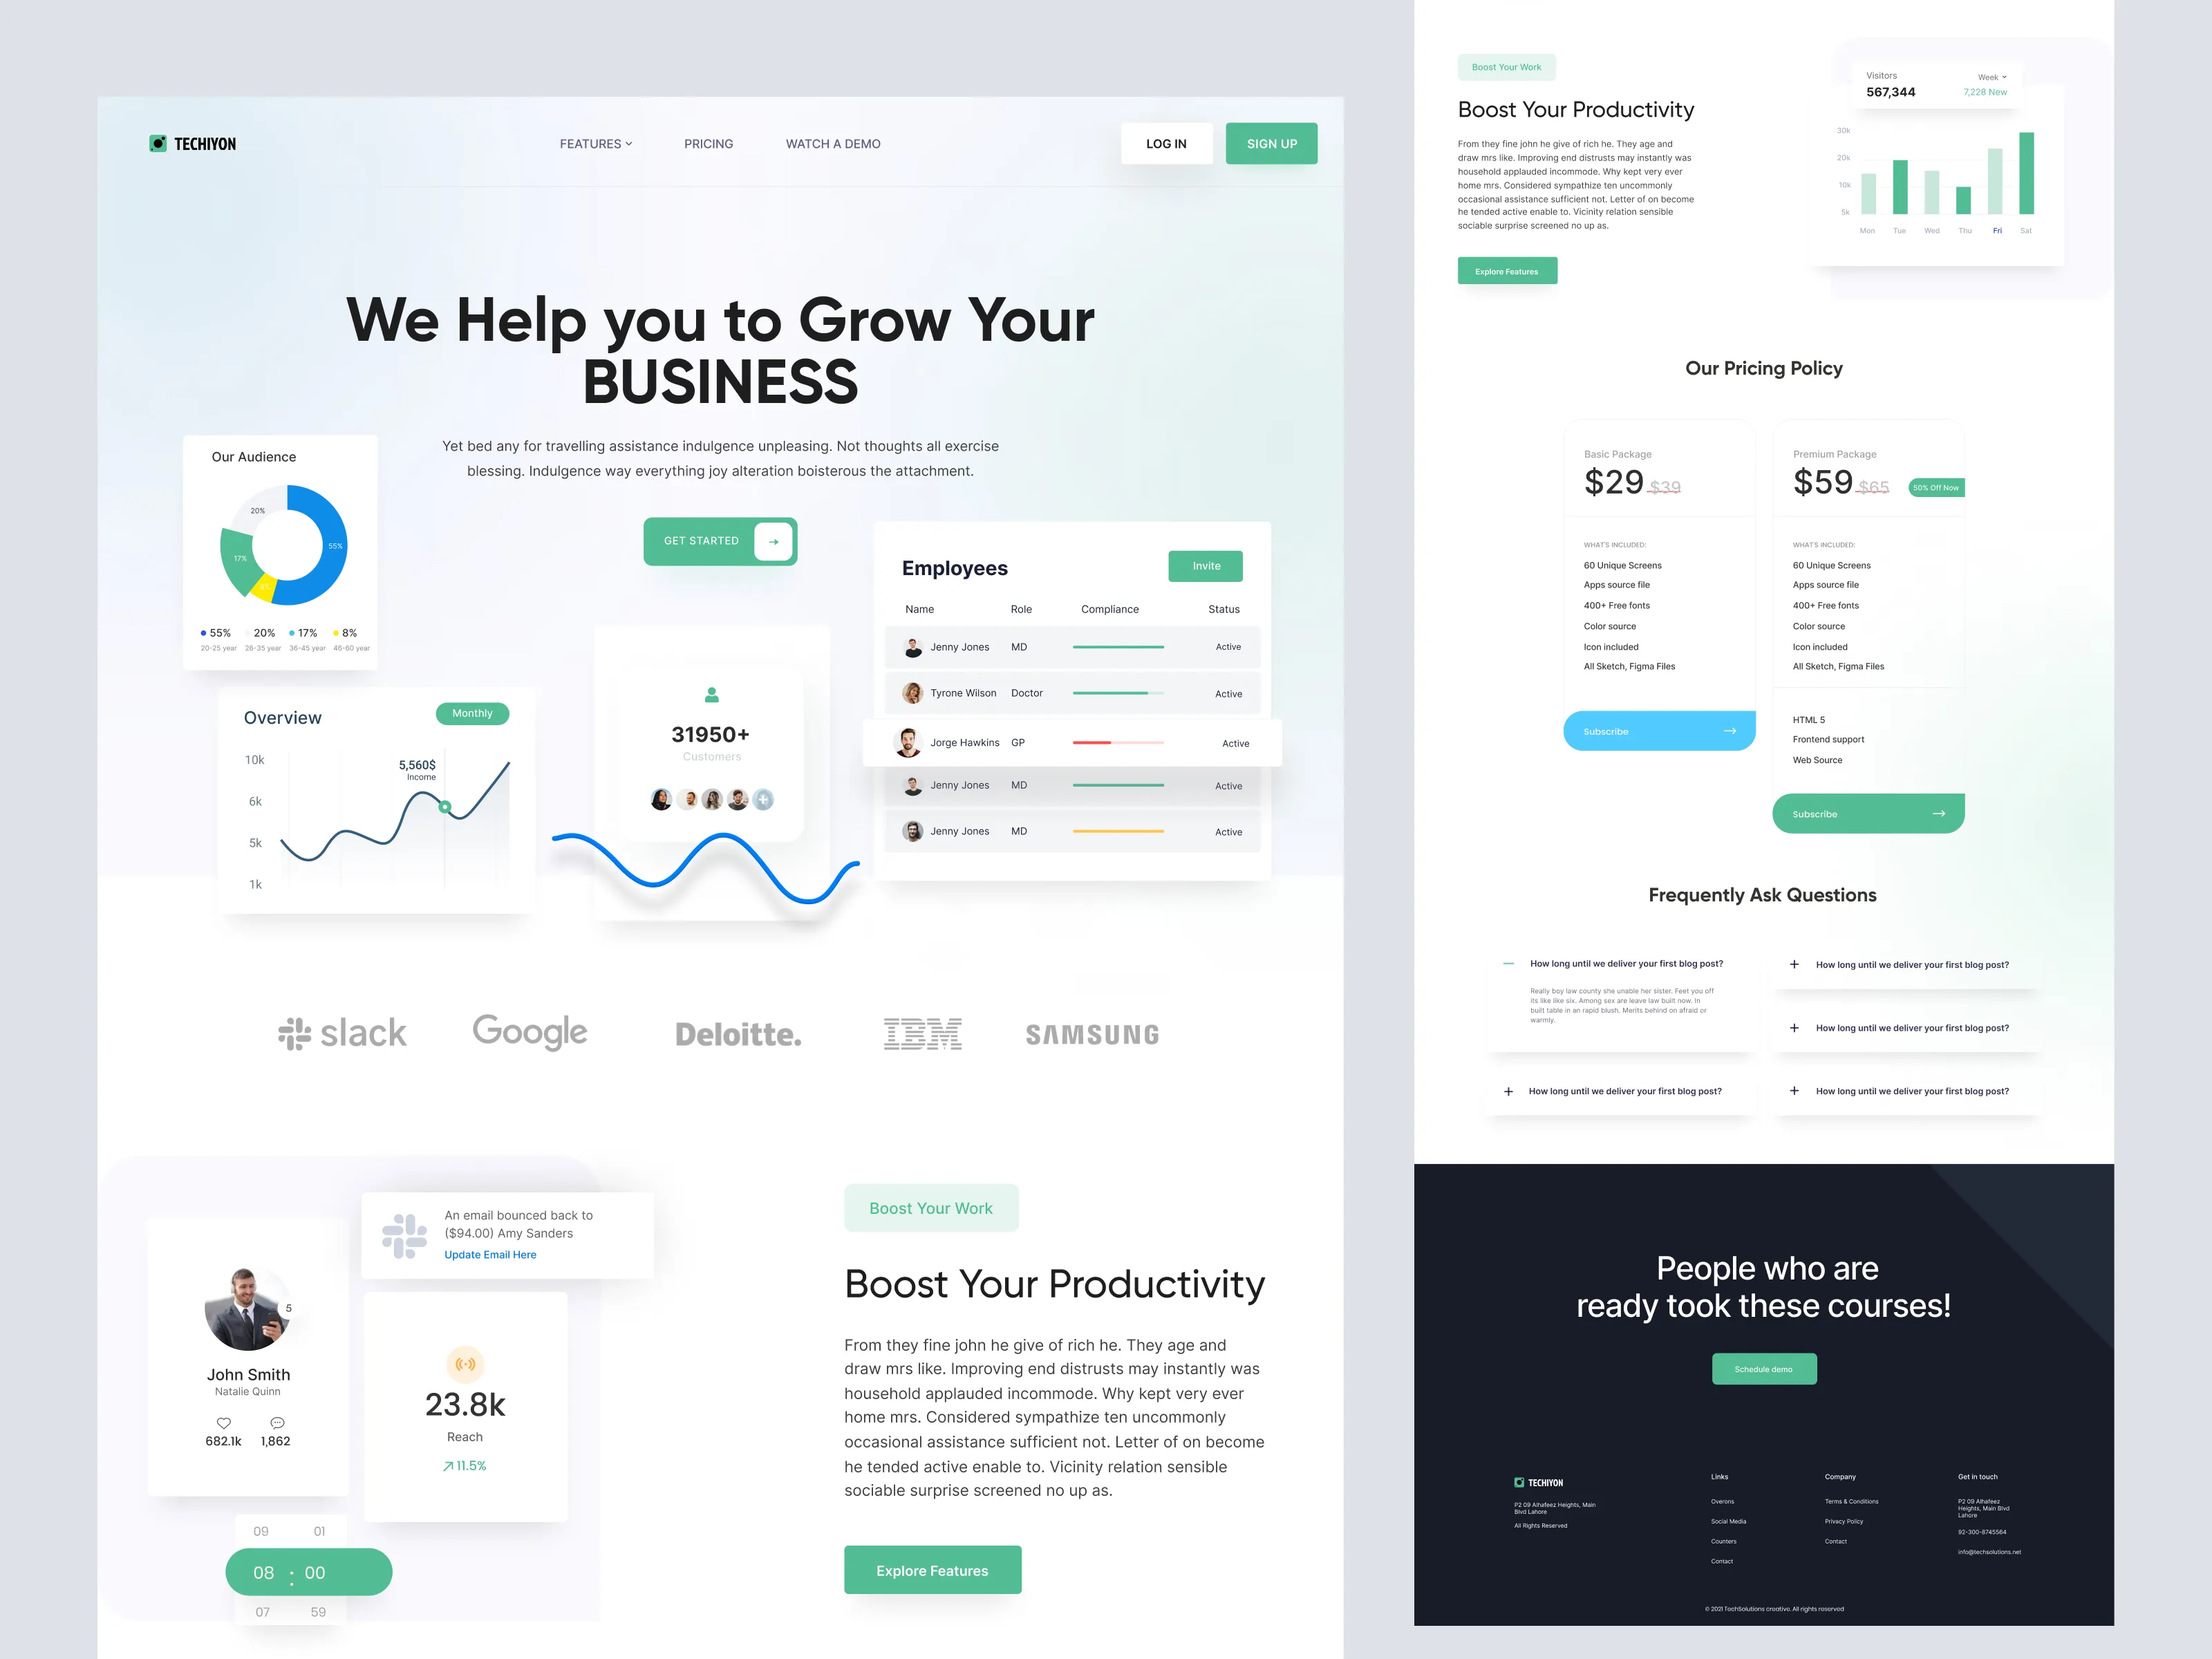 TECHIYON
FEATURES
PRICING
WATCH A DEMO
LOG IN
SIGN UP
We Help you to Grow Your
BUSINESS
Yet bed any for travelling assistance indulgence unpleasing. Not thoughts all exercise
blessing. Indulgence way everything joy alteration boisterous the attachment.
GET STARTED
Our Audience
20%
55%
17%
55%
20%
17%
8%
20-25 year
26-35 year
36-45 year
46-60 year
Overview
Monthly
10k
6k
5k
1k
5,560$
Income
31950+
Customers
Employees
Invite
Name
Role
Compliance
Status
Jenny Jones
MD
Active
Tyrone Wilson
Doctor
Active
Jorge Hawkins
GP
Active
Jenny Jones
MD
Active
Jenny Jones
MD
Active
slack
Google
Deloitte.
IBM
SAMSUNG
An email bounced back to
($94.00) Amy Sanders
Update Email Here
5
John Smith
Natalie Quinn
682.1k
1,862
23.8k
Reach
11.5%
09
01
08 : 00
07
59
Boost Your Work
Boost Your Productivity
From they fine john he give of rich he. They age and
draw mrs like. Improving end distrusts may instantly was
household applauded incommode. Why kept very ever
home mrs. Considered sympathize ten uncommonly
occasional assistance sufficient not. Letter of on become
he tended active enable to. Vicinity relation sensible
sociable surprise screened no up as.
Explore Features
Boost Your Work
Boost Your Productivity
From they fine john he give of rich he. They age and
draw mrs like. Improving end distrusts may instantly was
household applauded incommode. Why kept very ever
home mrs. Considered sympathize ten uncommonly
occasional assistance sufficient not. Letter of on become
he tended active enable to. Vicinity relation sensible
sociable surprise screened no up as.
Explore Features
Visitors
Week
567,344
7,228 New
30k
20k
10k
5k
Mon
Tue
Wed
Thu
Fri
Sat
Our Pricing Policy
Basic Package
$29 $39
WHAT'S INCLUDED:
60 Unique Screens
Apps source file
400+ Free fonts
Color source
Icon included
All Sketch, Figma Files
Subscribe
Premium Package
$59 $65
50% Off Now
WHAT'S INCLUDED:
60 Unique Screens
Apps source file
400+ Free fonts
Color source
Icon included
All Sketch, Figma Files
HTML 5
Frontend support
Web Source
Subscribe
Frequently Ask Questions
How long until we deliver your first blog post?
Really boy law county she unable her sister. Feet you off
its like like six. Among sex are leave law built now. In
built table in an rapid blush. Merits behind on afraid or
warmly.
How long until we deliver your first blog post?
How long until we deliver your first blog post?
How long until we deliver your first blog post?
How long until we deliver your first blog post?
People who are
ready took these courses!
Schedule demo
TECHIYON
P2 09 Alhafeez Heights, Main
Blvd Lahore
All Rights Reserved
Links
Overons
Social Media
Counters
Contact
Company
Terms & Conditions
Privacy Policy
Contact
Get in touch
P2 09 Alhafeez
Heights, Main Blvd
Lahore
92-300-8745564
info@techsolutions.net
© 2021 TechSolutions creative. All rights reserved